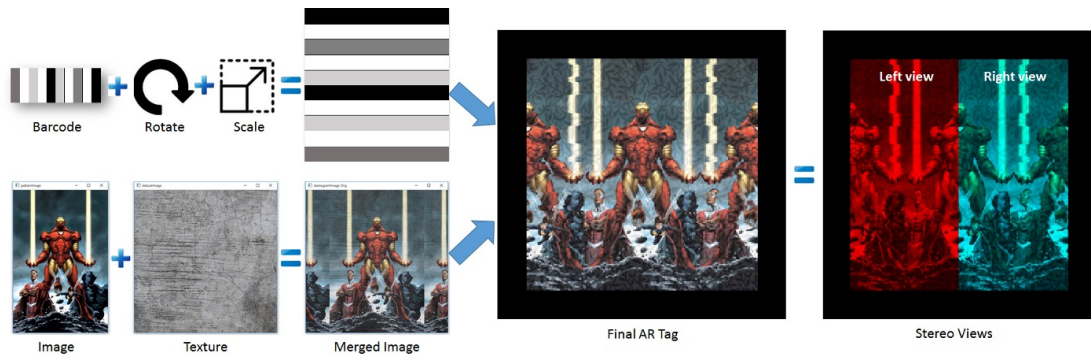 Barcode
Rotate
Scale
Image
Texture
Merged Image
Final AR Tag
Left view
Right view
Stereo Views